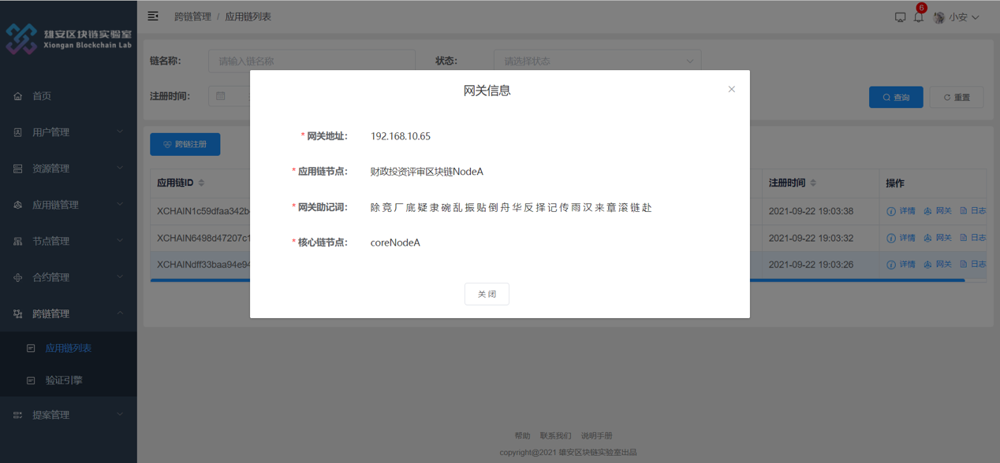 雄安区块链实验室
Xiongan Blockchain Lab
跨链管理 / 应用链列表
6
小安
首页
用户管理
资源管理
应用链管理
节点管理
合约管理
跨链管理
应用链列表
验证引擎
提案管理
链名称:
请输入链名称
状态:
请选择状态
注册时间:
查询
重置
跨链注册
应用链ID
注册时间
操作
XCHAIN1c59dfaa342b
2021-09-22 19:03:38
详情 网关 日志
XCHAIN6498d47207c1
2021-09-22 19:03:32
详情 网关 日志
XCHAINdff33baa94e94
2021-09-22 19:03:26
详情 网关 日志
网关信息
* 网关地址: 192.168.10.65
* 应用链节点: 财政投资评审区块链NodeA
* 网关助记词: 除 竞 厂 底 疑 隶 碗 乱 振 贴 倒 舟 华 反 择 记 传 雨 汉 来 章 滚 链 赴
* 核心链节点: coreNodeA
关 闭
帮助 联系我们 说明手册
copyright@2021 雄安区块链实验室出品